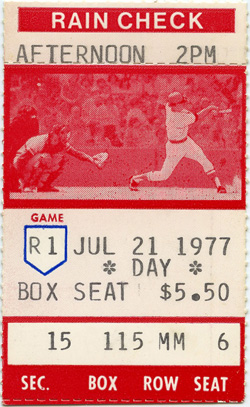 RAIN CHECK
AFTERNOON 2PM
GAME
R1 JUL 21 1977
* DAY *
BOX SEAT $5.50
15 115 MM 6
SEC. BOX ROW SEAT